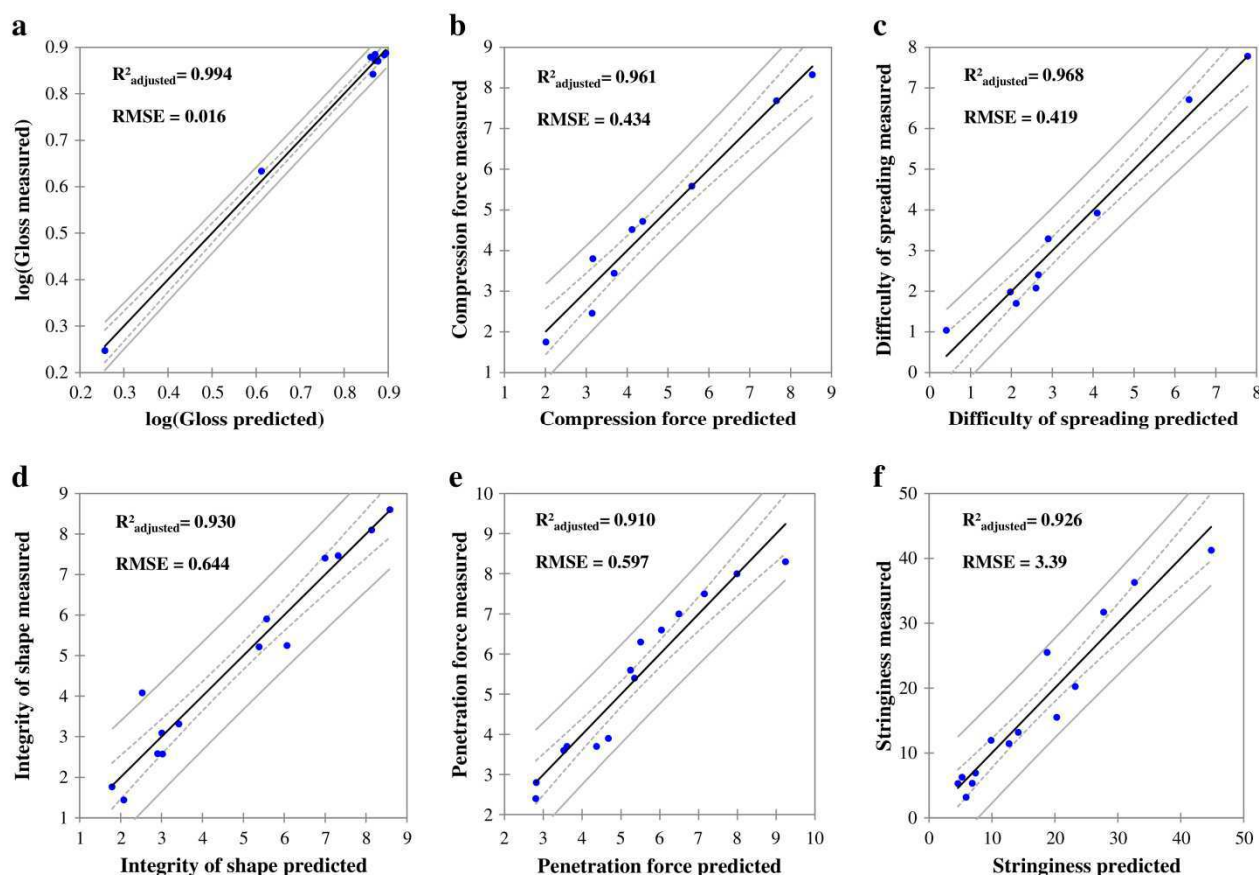 a
R²adjusted= 0.994
RMSE = 0.016
log(Gloss measured)
0.9
0.8
0.7
0.6
0.5
0.4
0.3
0.2
0.2 0.3 0.4 0.5 0.6 0.7 0.8 0.9
log(Gloss predicted)
b
R²adjusted= 0.961
RMSE = 0.434
Compression force measured
9
8
7
6
5
4
3
2
1
1 2 3 4 5 6 7 8 9
Compression force predicted
c
R²adjusted= 0.968
RMSE = 0.419
Difficulty of spreading measured
8
7
6
5
4
3
2
1
0
0 1 2 3 4 5 6 7 8
Difficulty of spreading predicted
d
R²adjusted= 0.930
RMSE = 0.644
Integrity of shape measured
9
8
7
6
5
4
3
2
1
1 2 3 4 5 6 7 8 9
Integrity of shape predicted
e
R²adjusted= 0.910
RMSE = 0.597
Penetration force measured
10
9
8
7
6
5
4
3
2
2 3 4 5 6 7 8 9 10
Penetration force predicted
f
R²adjusted= 0.926
RMSE = 3.39
Stringiness measured
50
40
30
20
10
0
0 10 20 30 40 50
Stringiness predicted